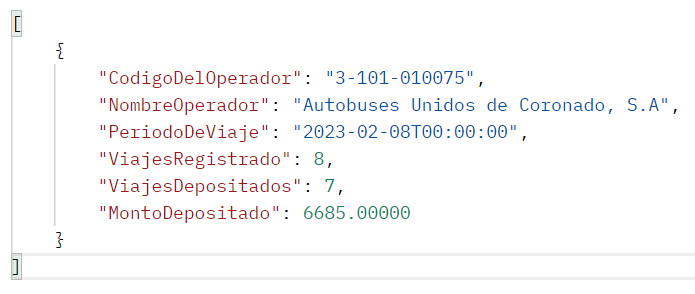 [
{
"CodigoDelOperador": "3-101-010075",
"NombreOperador": "Autobuses Unidos de Coronado, S.A",
"PeriodoDeViaje": "2023-02-08T00:00:00",
"ViajesRegistrado": 8,
"ViajesDepositados": 7,
"MontoDepositado": 6685.00000
}
]